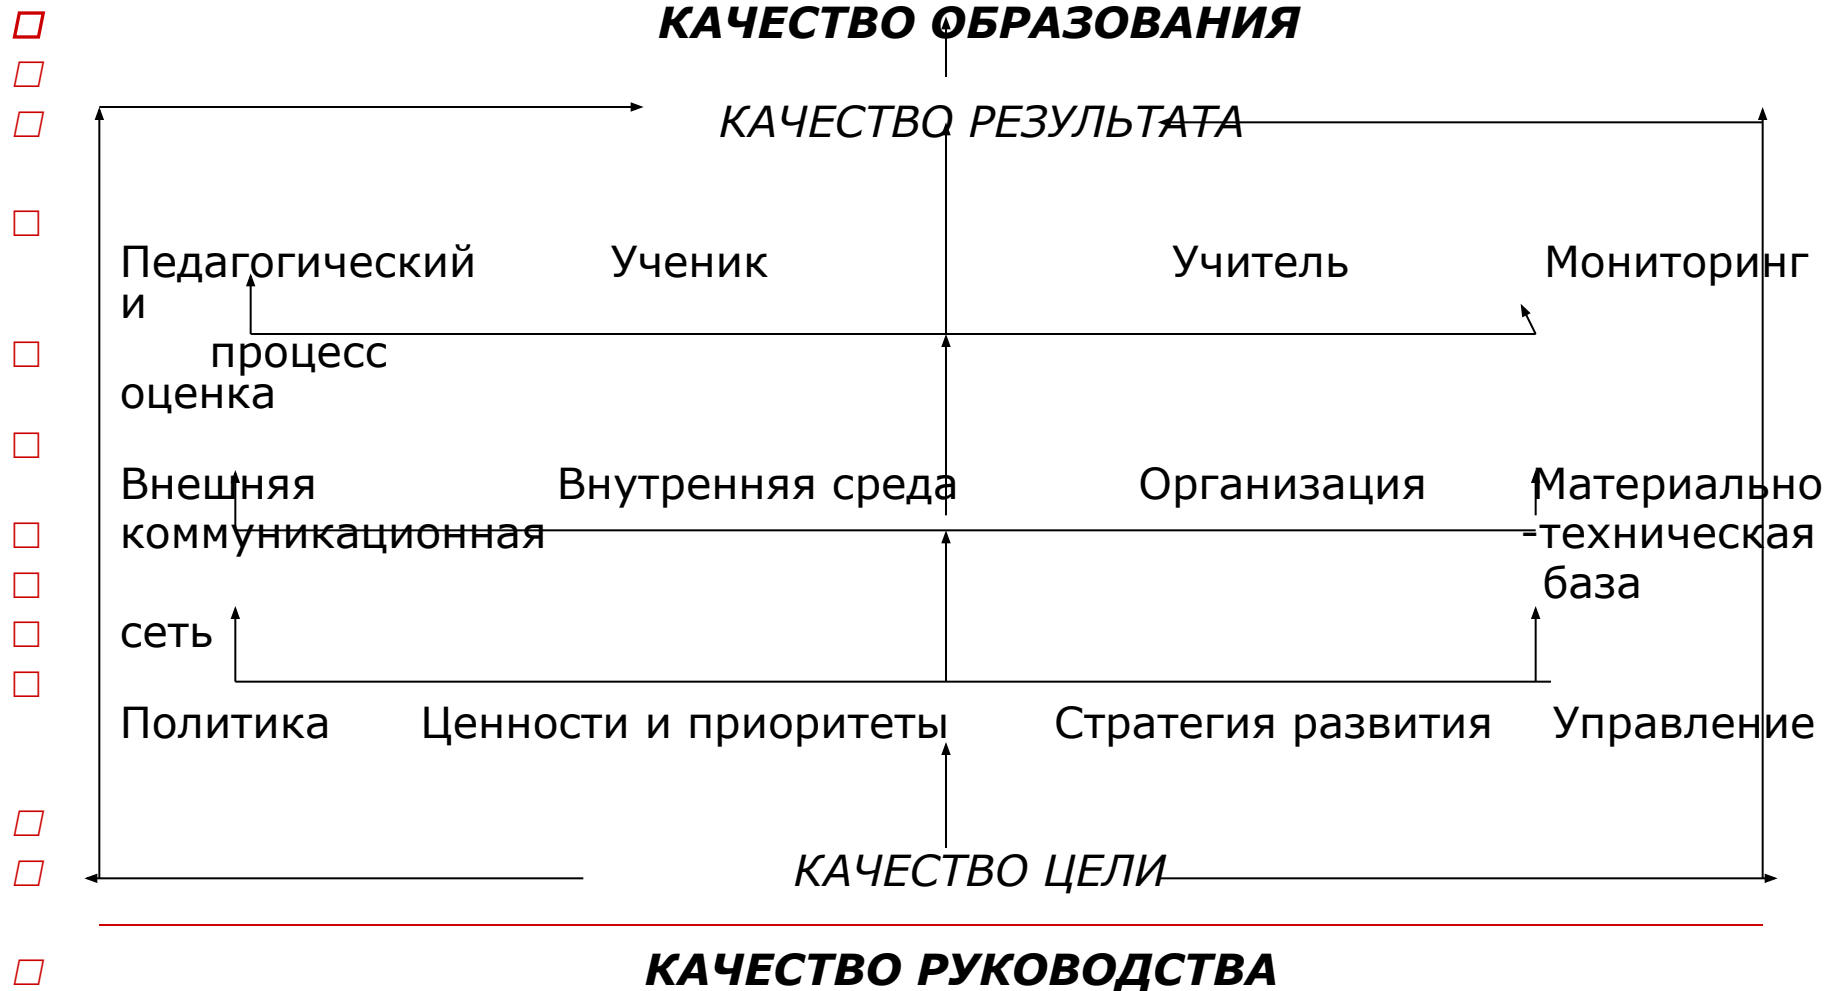 КАЧЕСТВО ОБРАЗОВАНИЯ
КАЧЕСТВО РЕЗУЛЬТАТА
Педагогический Ученик Учитель Мониторинг
и
процесс
оценка
Внешняя Внутренняя среда Организация Материально
коммуникационная -техническая
база
сеть
Политика Ценности и приоритеты Стратегия развития Управление
КАЧЕСТВО ЦЕЛИ
КАЧЕСТВО РУКОВОДСТВА